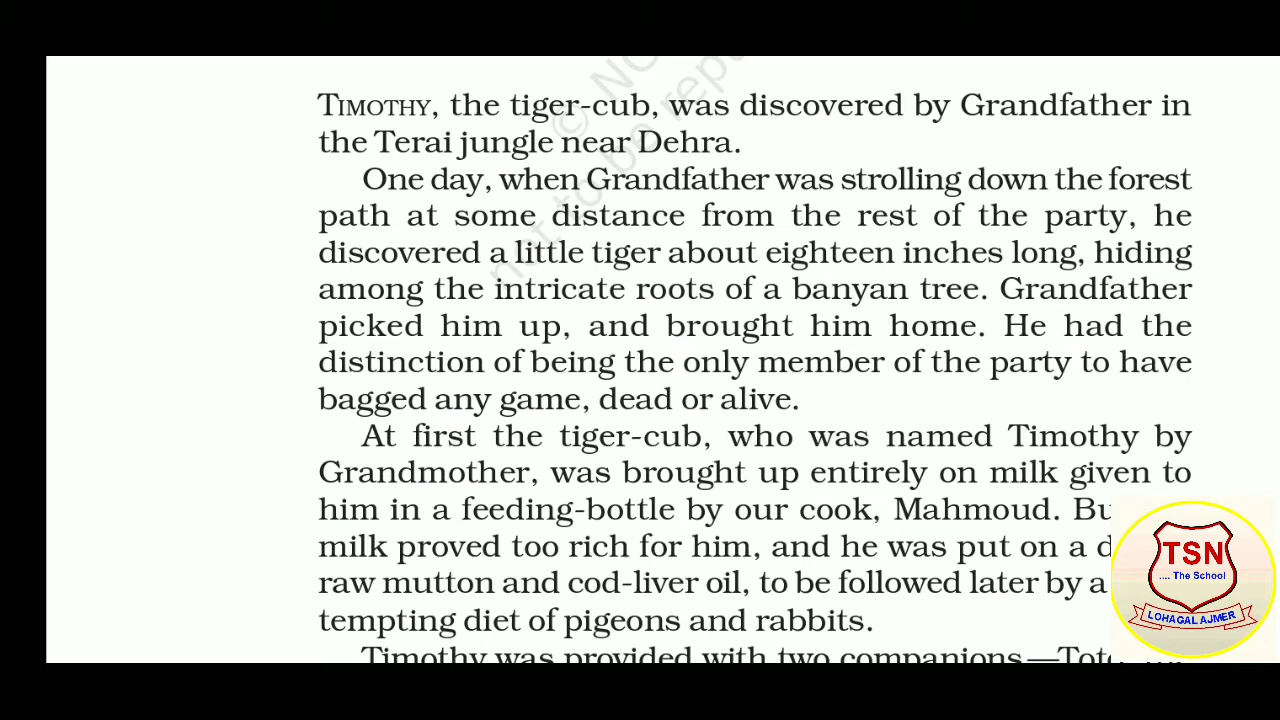 TIMOTHY, the tiger-cub, was discovered by Grandfather in
the Terai jungle near Dehra.
One day, when Grandfather was strolling down the forest
path at some distance from the rest of the party, he
discovered a little tiger about eighteen inches long, hiding
among the intricate roots of a banyan tree. Grandfather
picked him up, and brought him home. He had the
distinction of being the only member of the party to have
bagged any game, dead or alive.
At first the tiger-cub, who was named Timothy by
Grandmother, was brought up entirely on milk given to
him in a feeding-bottle by our cook, Mahmoud.
milk proved too rich for him, and he was put on a
raw mutton and cod-liver oil, to be followed later by a
tempting diet of pigeons and rabbits.
Timothy was provided with two companions—
©
not to be
TSN
.... The School
LOHAGAL AJMER